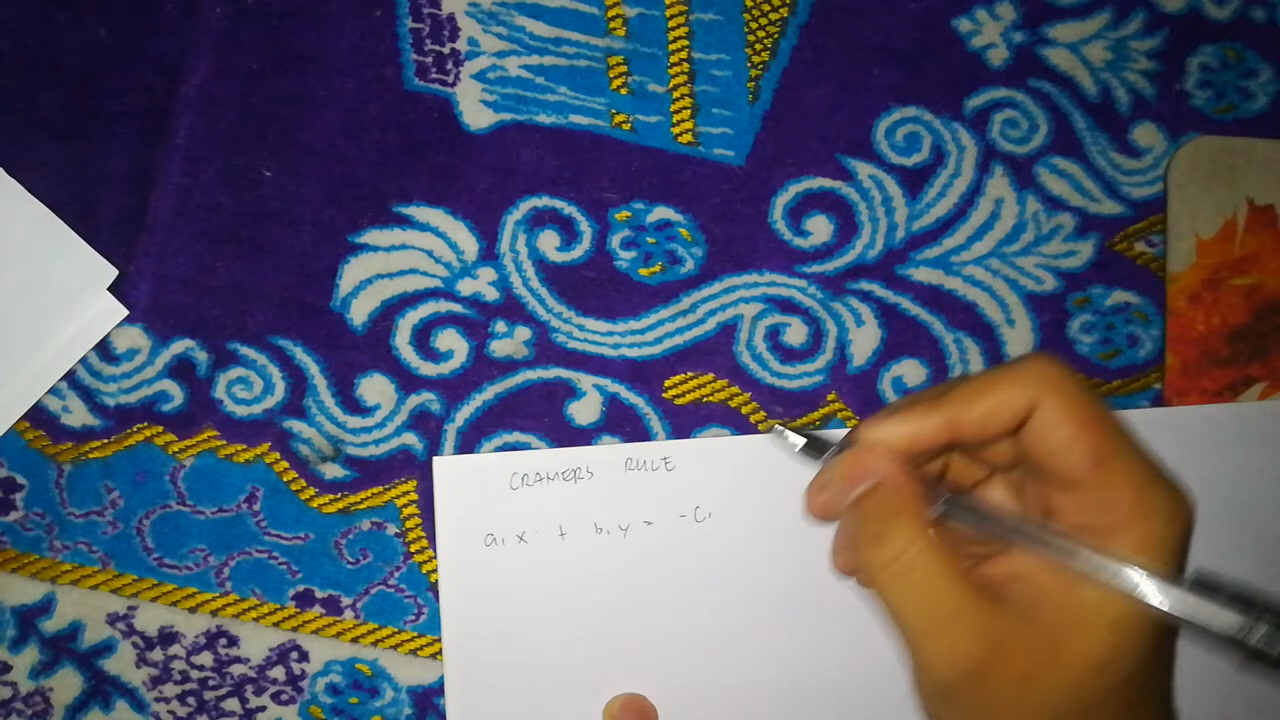 CRAMERS RULE
a₁x + b₁y = -C₁